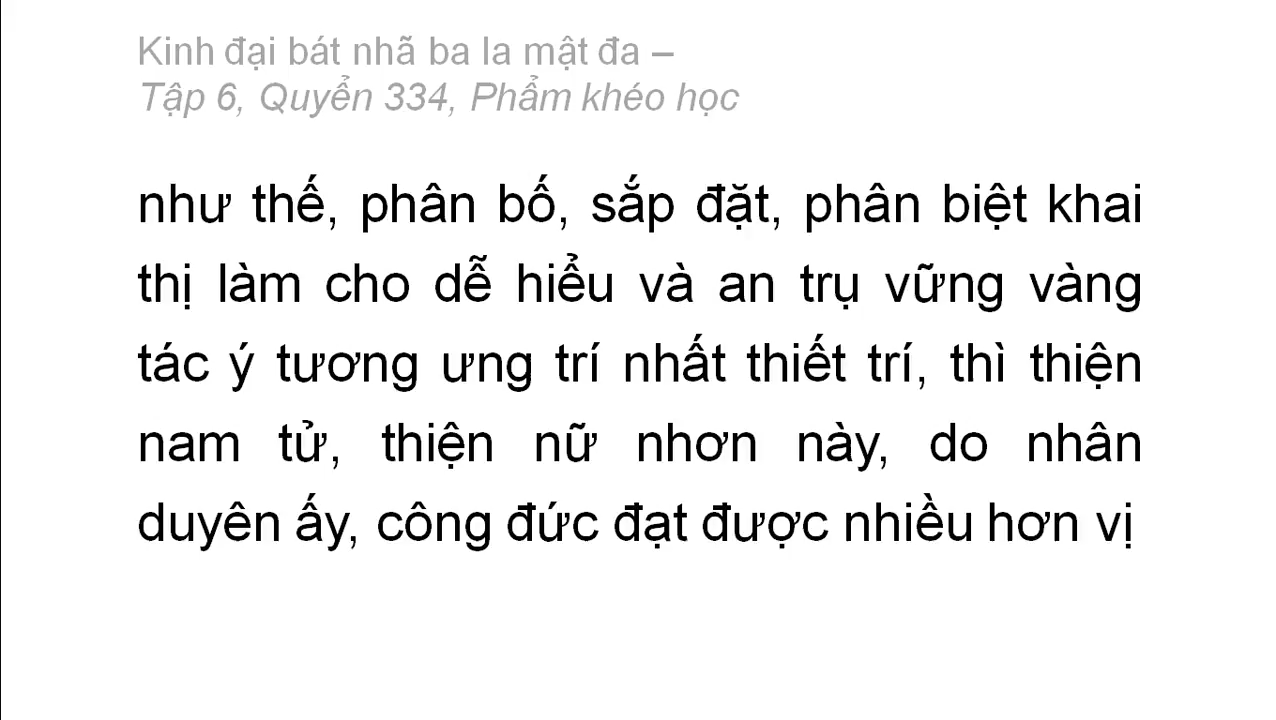 Kinh đại bát nhã ba la mật đa –
Tập 6, Quyển 334, Phẩm khéo học
như thế, phân bố, sắp đặt, phân biệt khai
thị làm cho dễ hiểu và an trụ vững vàng
tác ý tương ưng trí nhất thiết trí, thì thiện
nam tử, thiện nữ nhơn này, do nhân
duyên ấy, công đức đạt được nhiều hơn vị